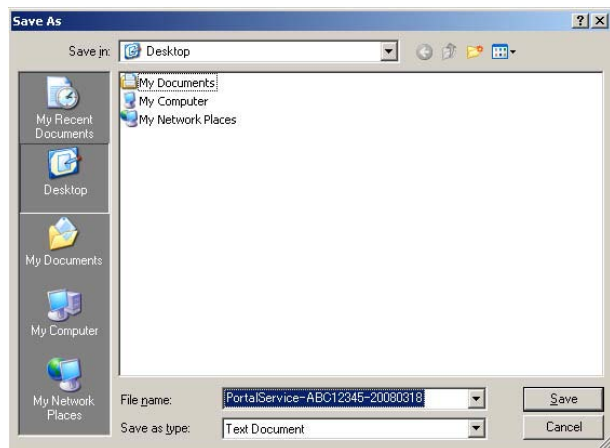 Save As
Save in: Desktop
My Documents
My Computer
My Network Places
My Recent
Documents
Desktop
My Documents
My Computer
My Network
Places
File name: PortalService-ABC12345-20080318 Save
Save as type: Text Document Cancel